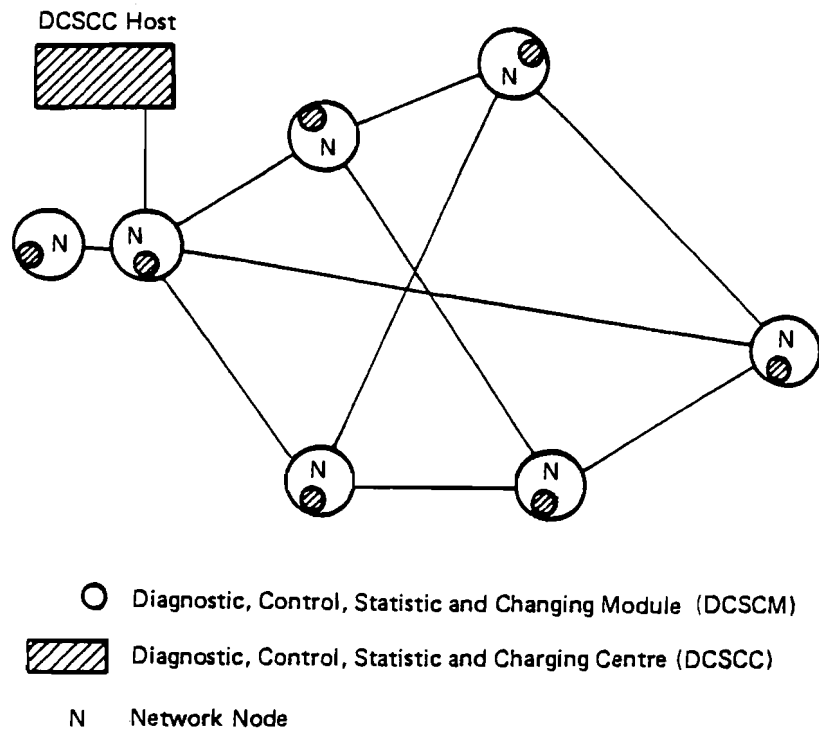 DCSCC Host
N
N
N
N
N
N
N
Diagnostic, Control, Statistic and Changing Module (DCSCM)
Diagnostic, Control, Statistic and Charging Centre (DCSCC)
N Network Node